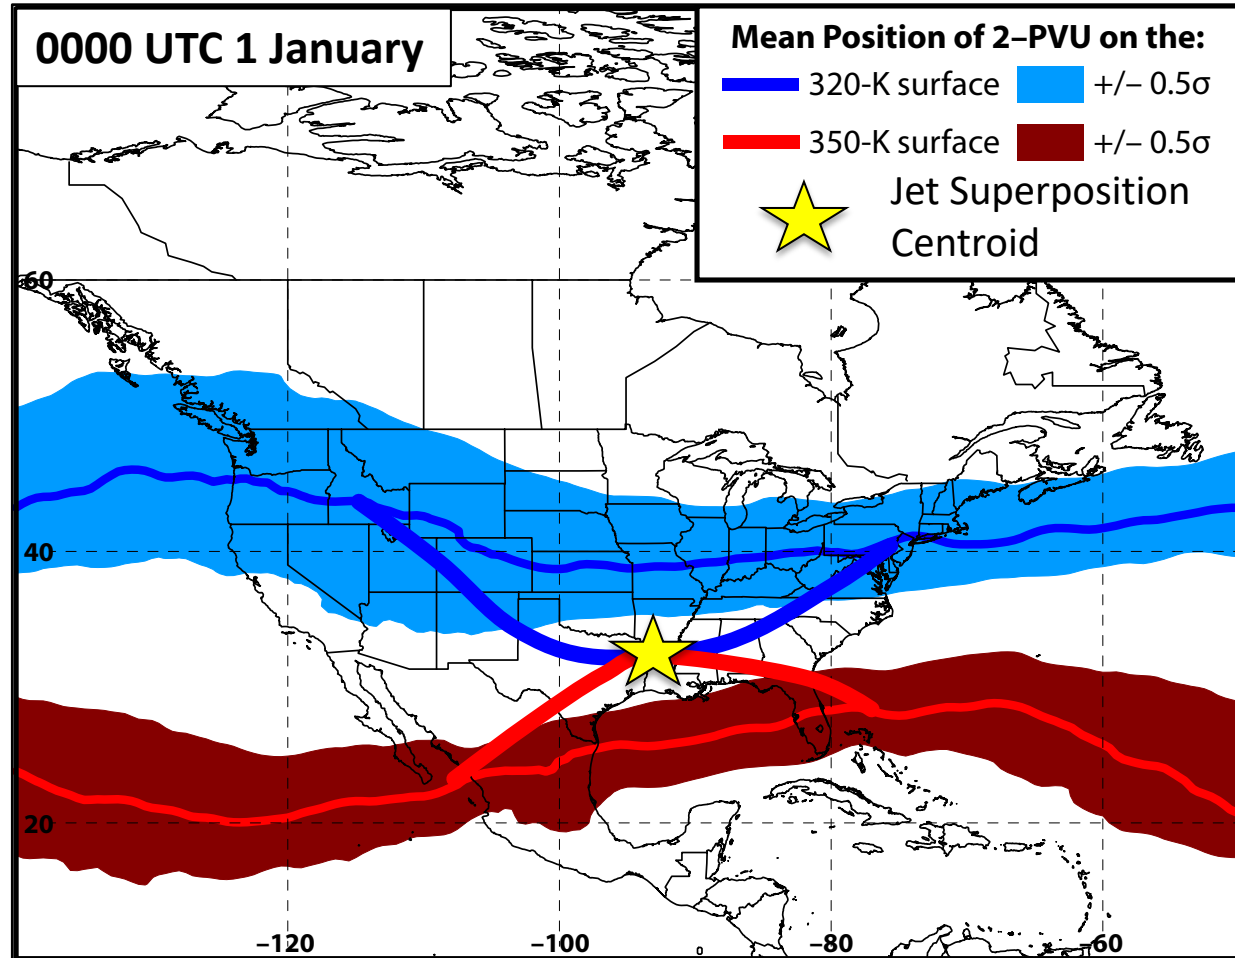 0000 UTC 1 January
Mean Position of 2–PVU on the:
320-K surface +/– 0.5σ
350-K surface +/– 0.5σ
Jet Superposition
Centroid
60
40
20
–120 –100 –80 –60